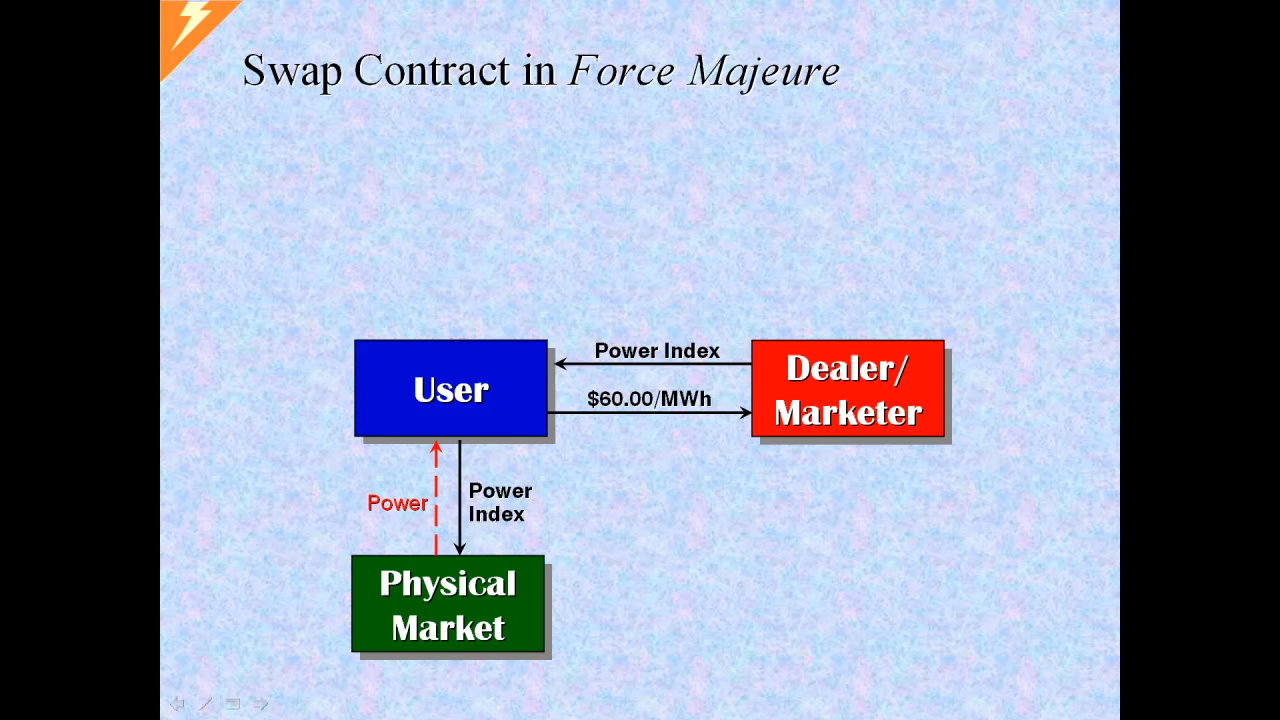 Swap Contract in Force Majeure
Power Index
$60.00/MWh
User
Dealer/
Marketer
Power
Power
Index
Physical
Market